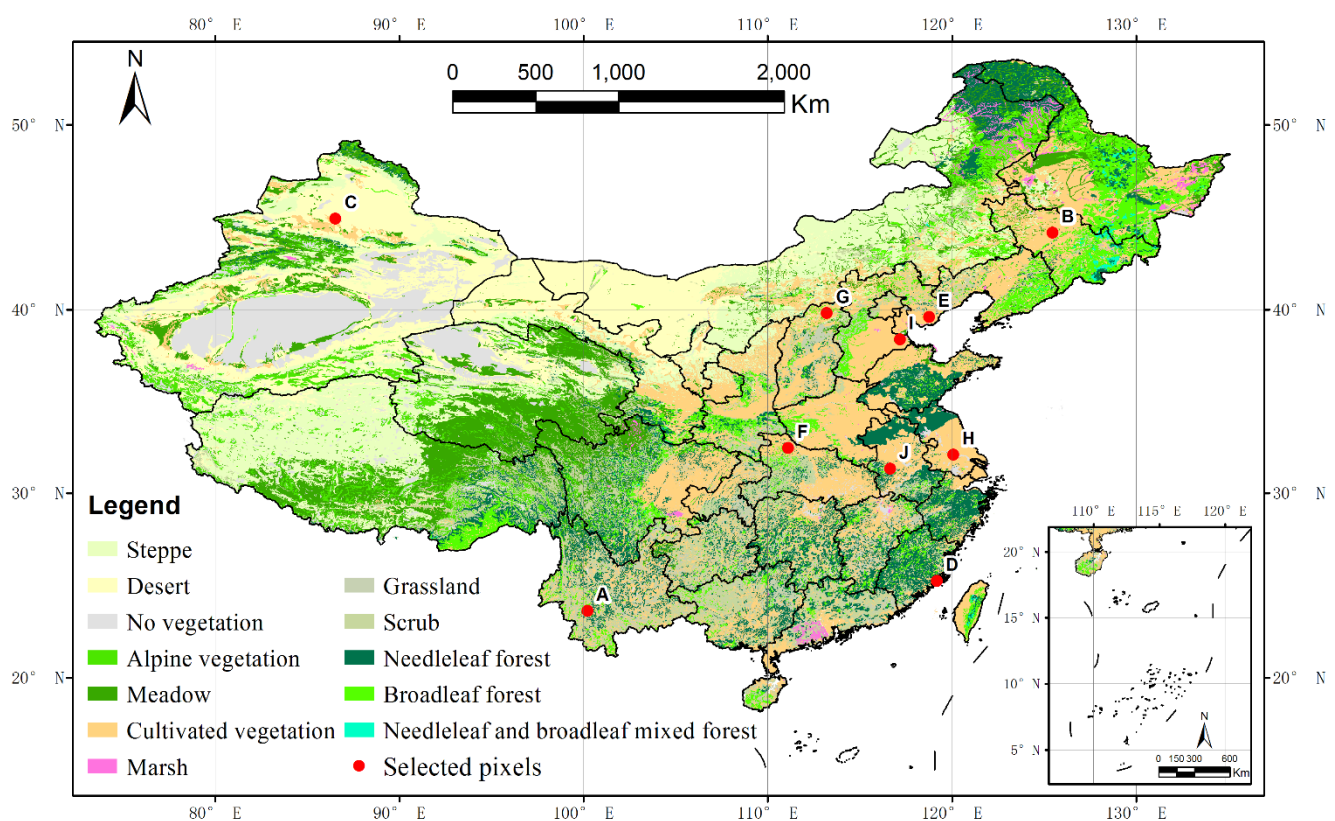 80° E 90° E 100° E 110° E 120° E 130° E
N
0 500 1,000 2,000
Km
50° N 50° N
C
B
40° N G E 40° N
I
F H
J
30° N 30° N
Legend
Steppe
Desert
No vegetation
Alpine vegetation
Meadow
Cultivated vegetation
Marsh
Grassland
Scrub
Needleleaf forest
Broadleaf forest
Needleleaf and broadleaf mixed forest
Selected pixels
D
A
20° N 20° N
110° E 115° E 120° E
20° N
15° N 15° N
10° N 10° N
5° N 5° N
N
0 150 300 600
Km
80° E 90° E 100° E 110° E 120° E 130° E